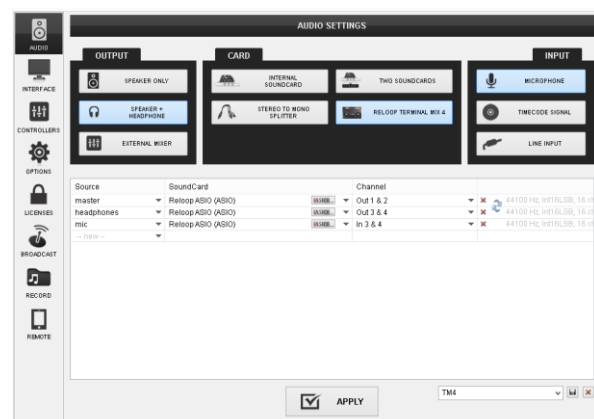 AUDIO SETTINGS
AUDIO
INTERFACE
CONTROLLERS
OPTIONS
LICENSES
BROADCAST
RECORD
REMOTE
OUTPUT
SPEAKER ONLY
SPEAKER +
HEADPHONE
EXTERNAL MIXER
CARD
INTERNAL
SOUNDCARD
TWO SOUNDCARDS
STEREO TO MONO
SPLITTER
RELOOP TERMINAL MIX 4
INPUT
MICROPHONE
TIMECODE SIGNAL
LINE INPUT
Source SoundCard Channel
master Reloop ASIO (ASIO) Out 1 & 2 44100 Hz, Int16LSB, 16 
headphones Reloop ASIO (ASIO) Out 3 & 4 44100 Hz, Int16LSB, 16 
mic Reloop ASIO (ASIO) In 3 & 4 44100 Hz, Int16LSB, 16 
-- new --
APPLY
TM4